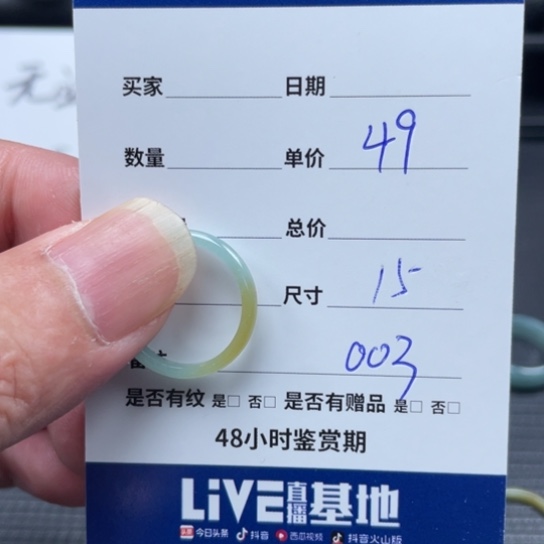 买家 日期
数量 单价 49
总价
尺寸 15
003
是否有纹 是□ 否□ 是否有赠品 是□ 否□
48小时鉴赏期
LiVE直播基地
头条 今日头条 抖音 西瓜视频 抖音火山版